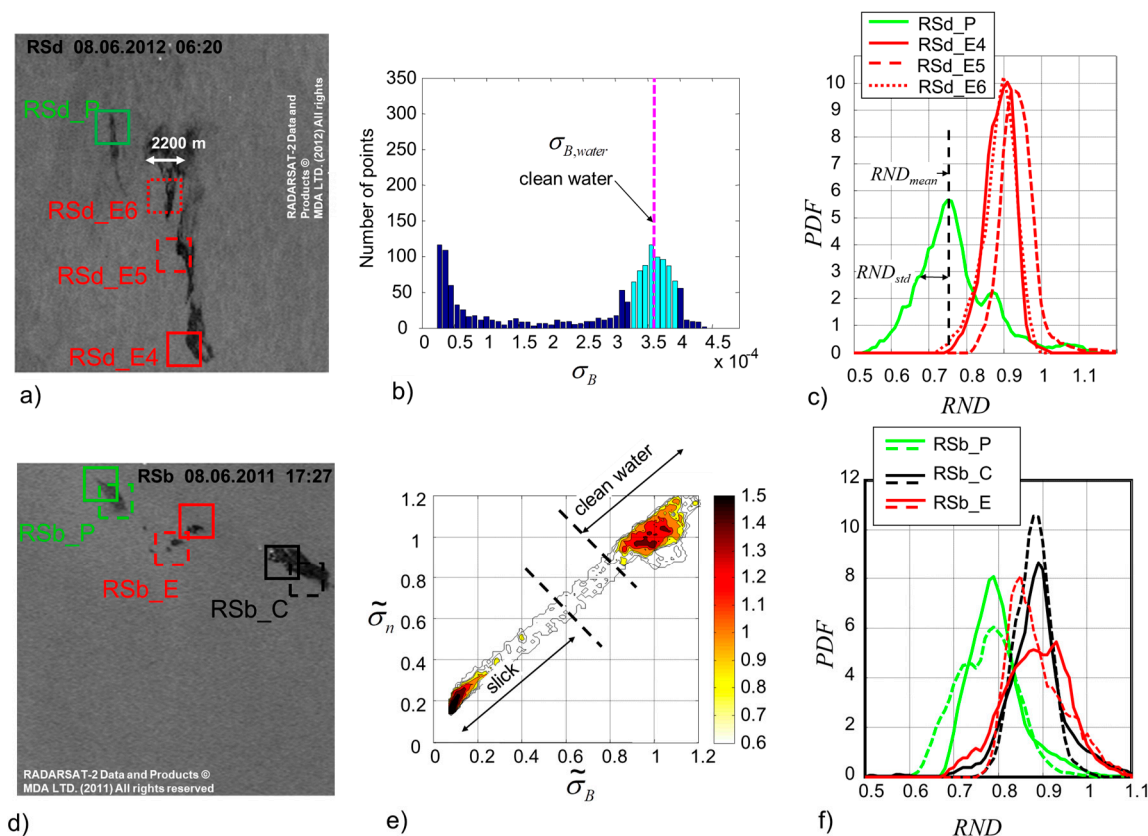 RSd 08.06.2012 06:20
RSd_P
2200 m
RSd_E6
RSd_E5
RSd_E4
RADARSAT-2 Data and
Products ©
MDA LTD. (2012) All rights
reserved
a)
Number of points
350
300
250
200
150
100
50
0
σB,water
clean water
0 0.5 1 1.5 2 2.5 3 3.5 4 4.5 5
x 10⁻⁴
σB
b)
RSd_P
RSd_E4
RSd_E5
RSd_E6
PDF
10
9
8
7
6
5
4
3
2
1
0
RNDmean
RNDstd
0.5 0.6 0.7 0.8 0.9 1 1.1
RND
c)
RSb 08.06.2011 17:27
RSb_P
RSb_E
RSb_C
RADARSAT-2 Data and Products ©
MDA LTD. (2011) All rights reserved
d)
σ̃n
1.2
1
0.8
0.6
0.4
0.2
clean water
slick
0 0.2 0.4 0.6 0.8 1 1.2
σ̃B
1.5
1.4
1.3
1.2
1.1
1
0.9
0.8
0.7
0.6
e)
RSb_P
RSb_C
RSb_E
PDF
12
10
8
6
4
2
0
0.5 0.6 0.7 0.8 0.9 1 1.1
RND
f)